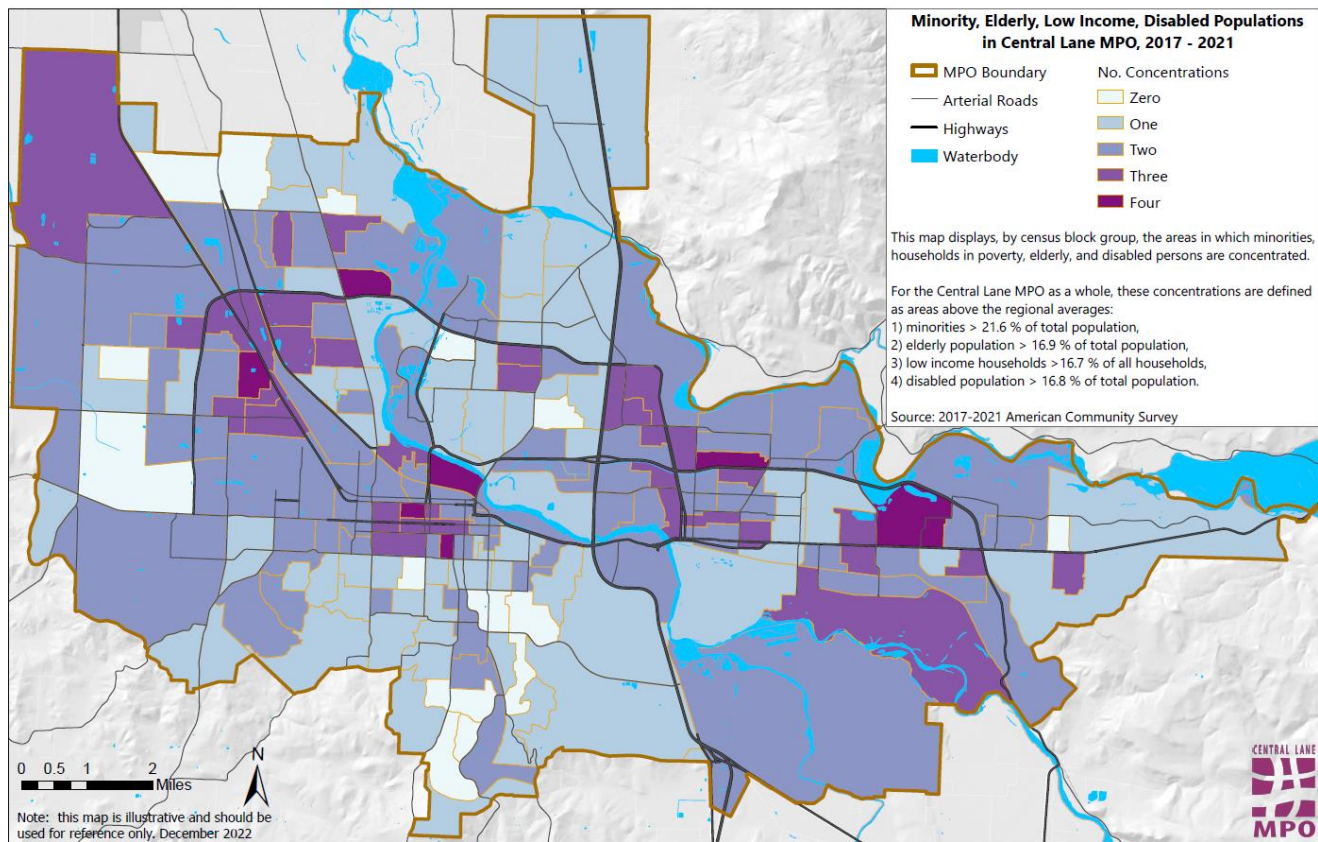 Minority, Elderly, Low Income, Disabled Populations
in Central Lane MPO, 2017 - 2021
MPO Boundary
Arterial Roads
Highways
Waterbody
No. Concentrations
Zero
One
Two
Three
Four
This map displays, by census block group, the areas in which minorities,
households in poverty, elderly, and disabled persons are concentrated.
For the Central Lane MPO as a whole, these concentrations are defined
as areas above the regional averages:
1) minorities > 21.6 % of total population,
2) elderly population > 16.9 % of total population,
3) low income households >16.7 % of all households,
4) disabled population > 16.8 % of total population.
Source: 2017-2021 American Community Survey
N
0 0.5 1 2
Miles
Note: this map is illustrative and should be
used for reference only. December 2022
CENTRAL LANE
MPO